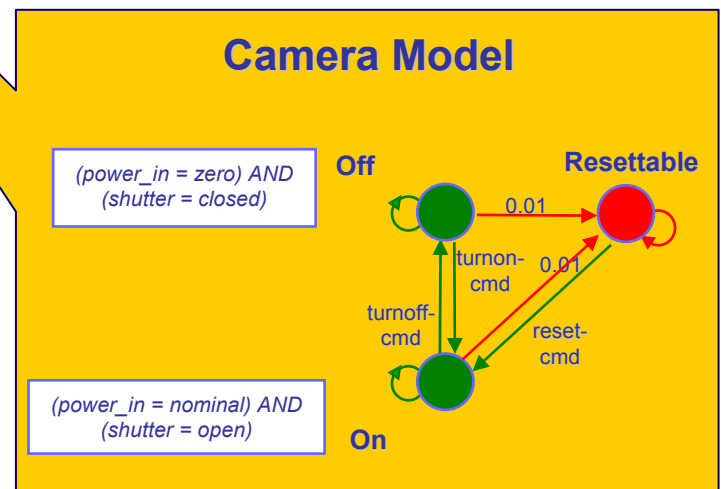 Camera Model
(power_in = zero) AND
(shutter = closed)
Off
Resettable
0.01
turnon-
cmd
0.01
turnoff-
cmd
reset-
cmd
(power_in = nominal) AND
(shutter = open)
On